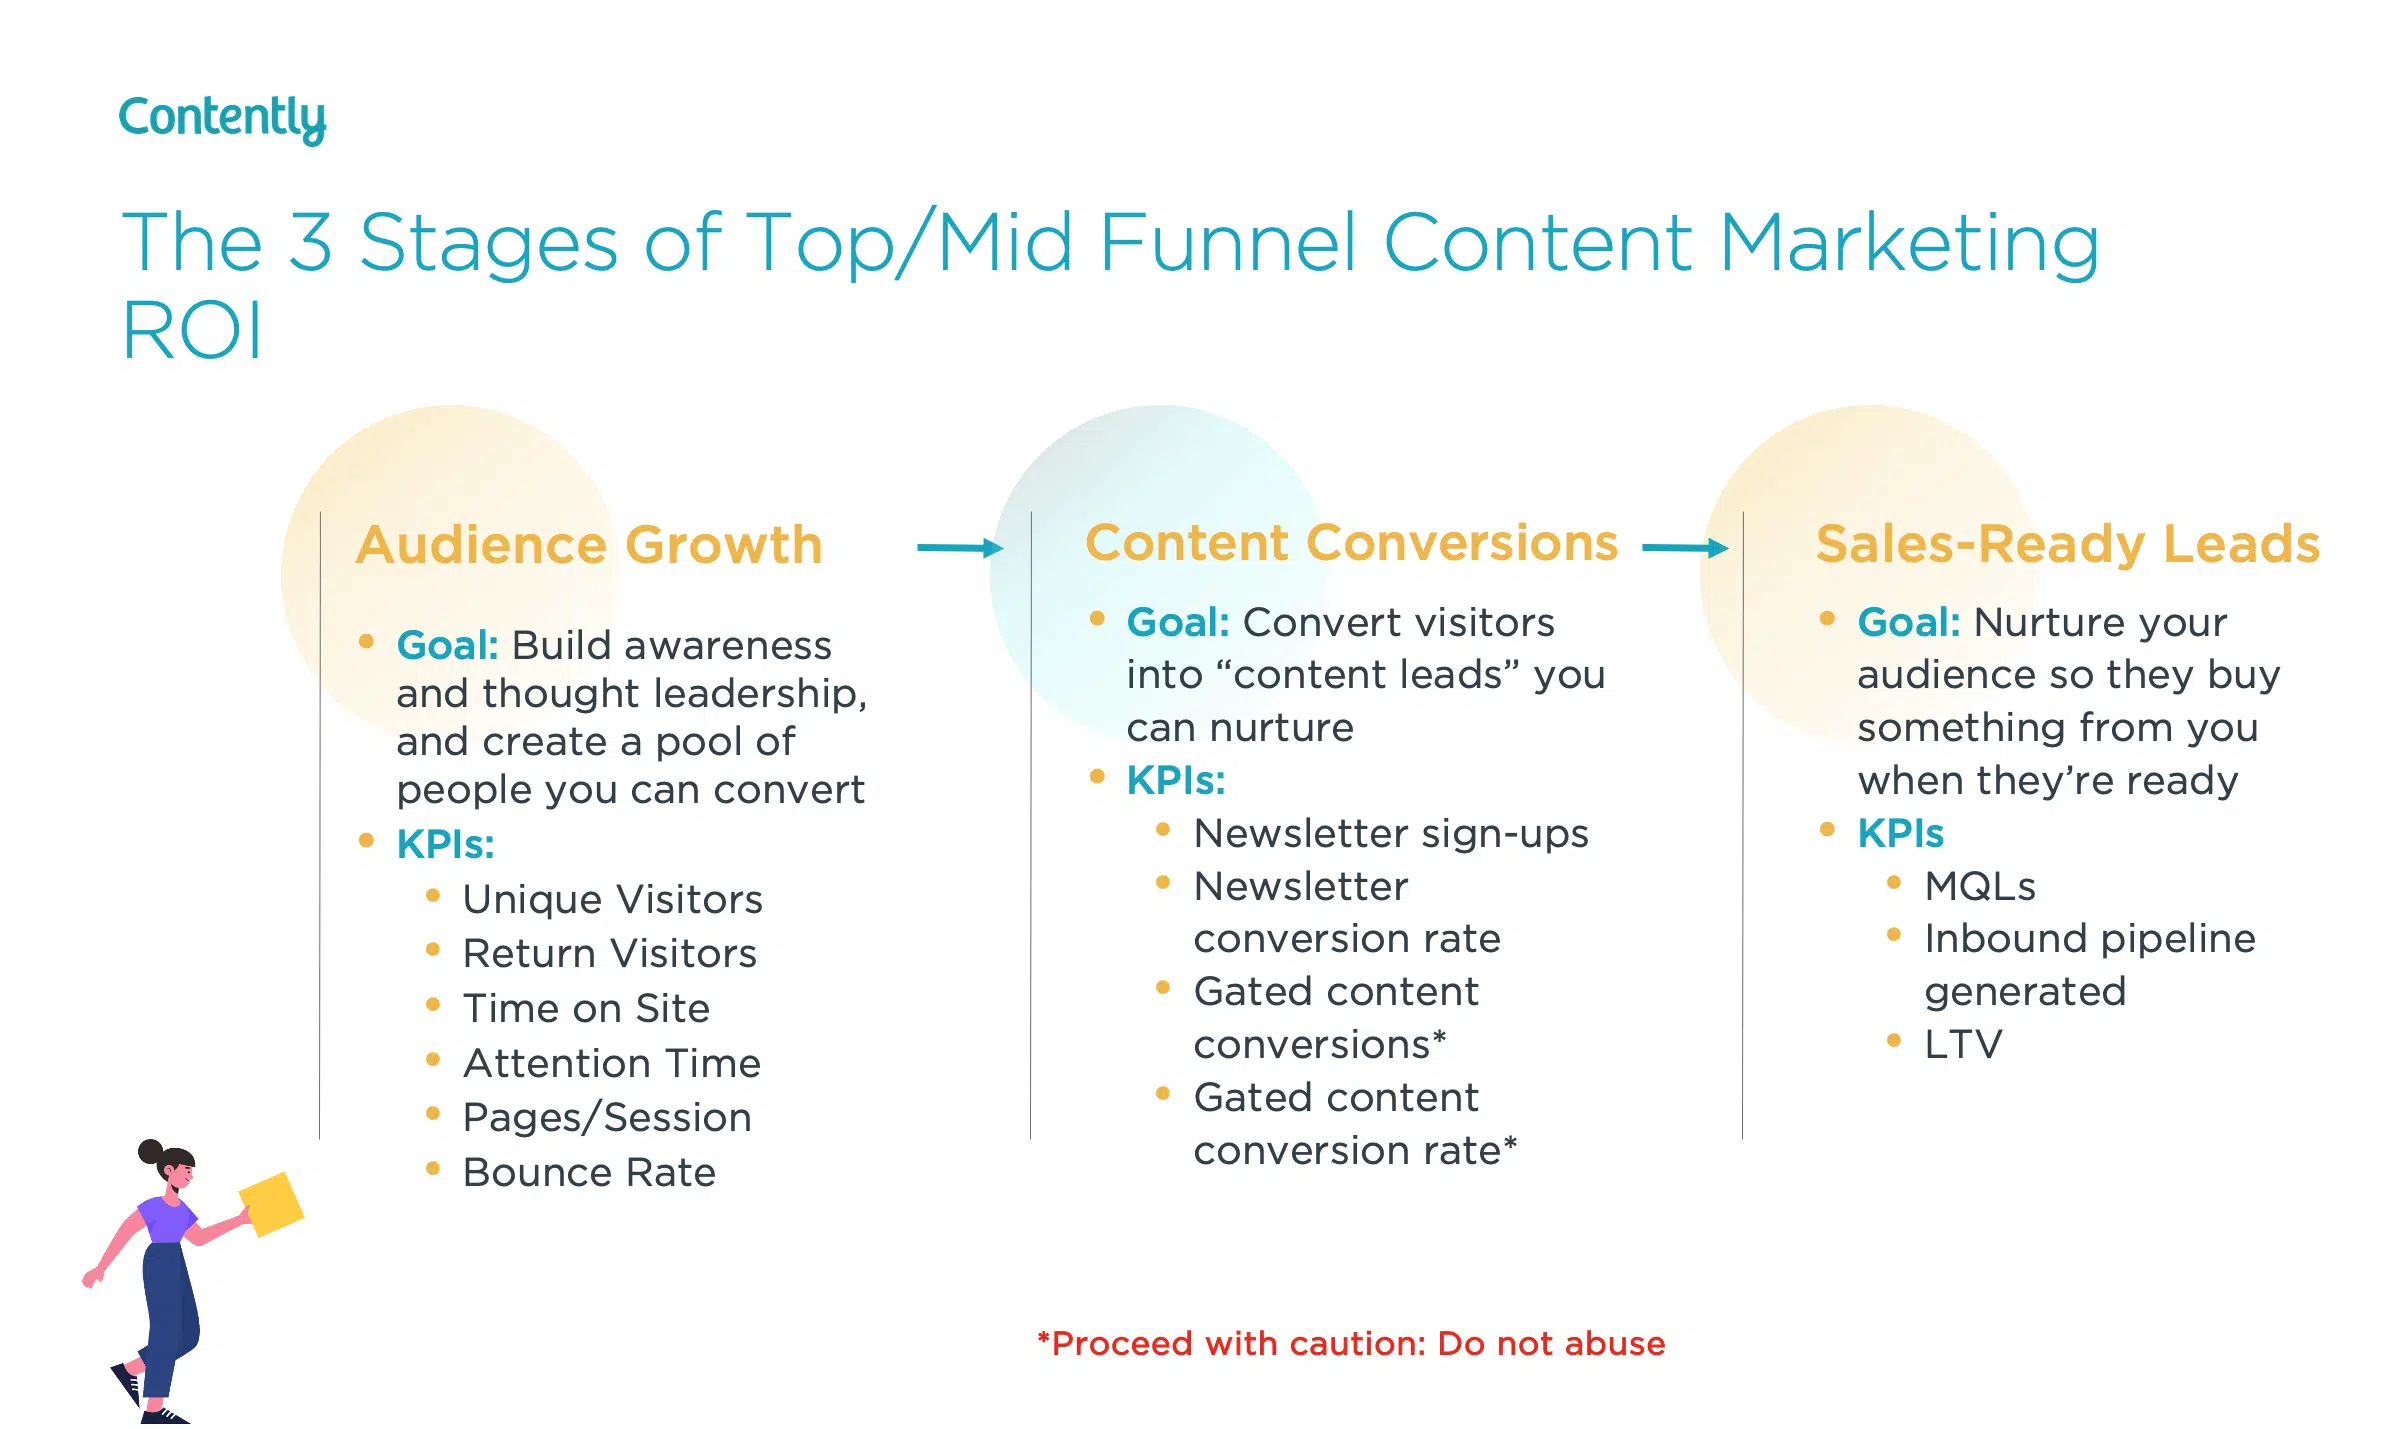 Contently
The 3 Stages of Top/Mid Funnel Content Marketing
ROI
Audience Growth
Goal: Build awareness
and thought leadership,
and create a pool of
people you can convert
KPIs:
Unique Visitors
Return Visitors
Time on Site
Attention Time
Pages/Session
Bounce Rate
Content Conversions
Goal: Convert visitors
into “content leads” you
can nurture
KPIs:
Newsletter sign-ups
Newsletter
conversion rate
Gated content
conversions*
Gated content
conversion rate*
Sales-Ready Leads
Goal: Nurture your
audience so they buy
something from you
when they’re ready
KPIs
MQLs
Inbound pipeline
generated
LTV
*Proceed with caution: Do not abuse